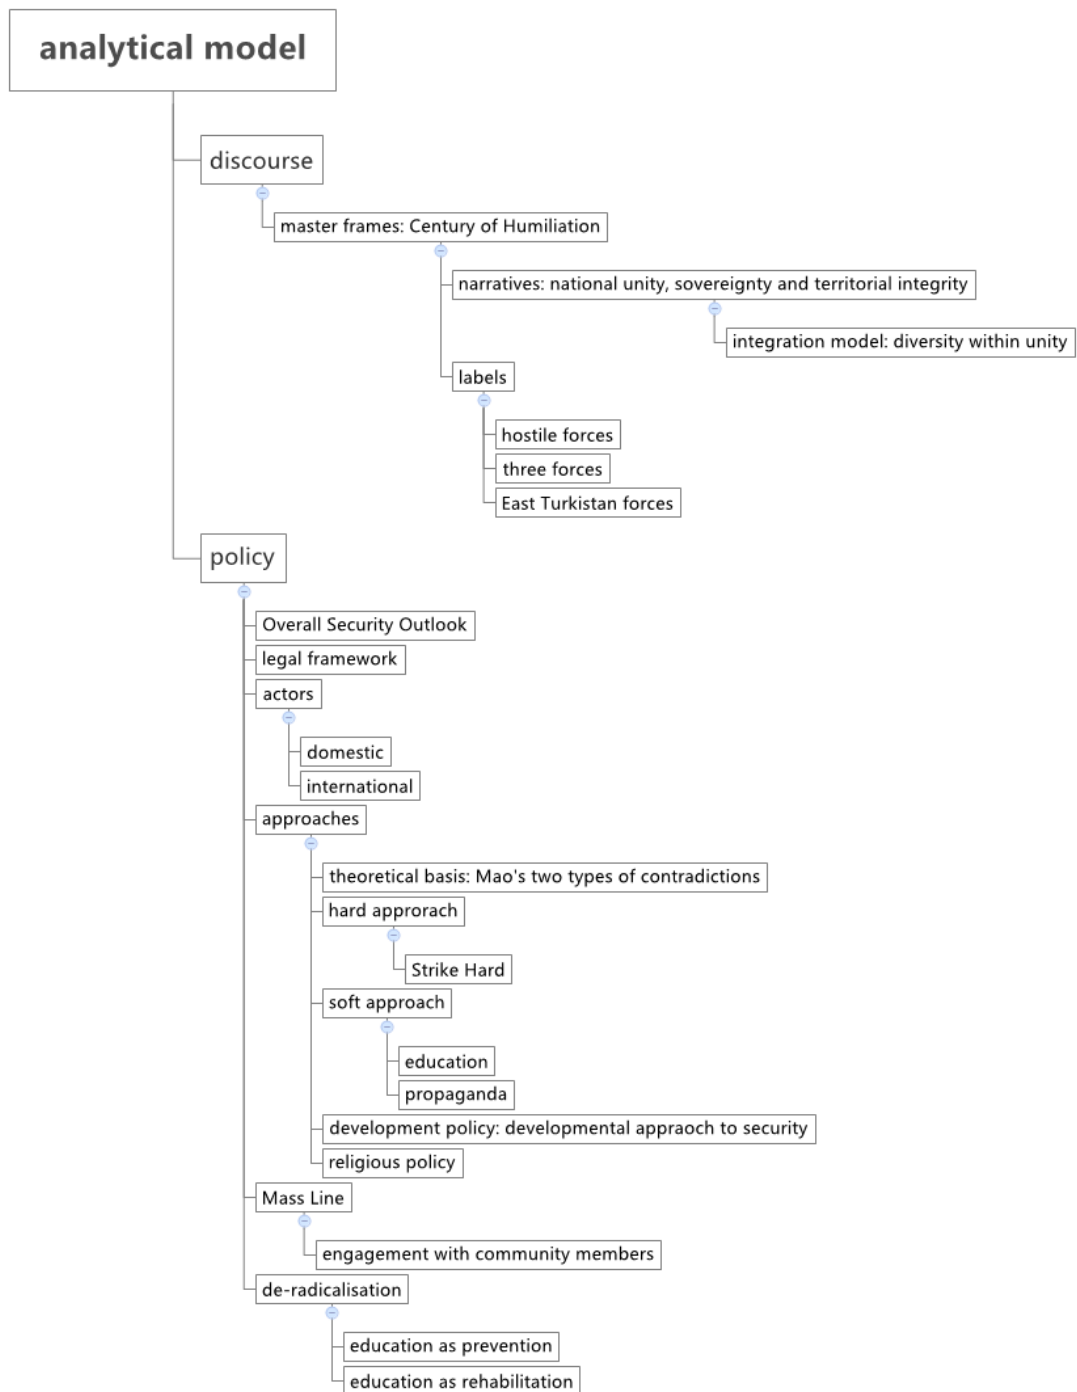 analytical model
discourse
master frames: Century of Humiliation
narratives: national unity, sovereignty and territorial integrity
integration model: diversity within unity
labels
hostile forces
three forces
East Turkistan forces
policy
Overall Security Outlook
legal framework
actors
domestic
international
approaches
theoretical basis: Mao's two types of contradictions
hard approrach
Strike Hard
soft approach
education
propaganda
development policy: developmental appraoch to security
religious policy
Mass Line
engagement with community members
de-radicalisation
education as prevention
education as rehabilitation